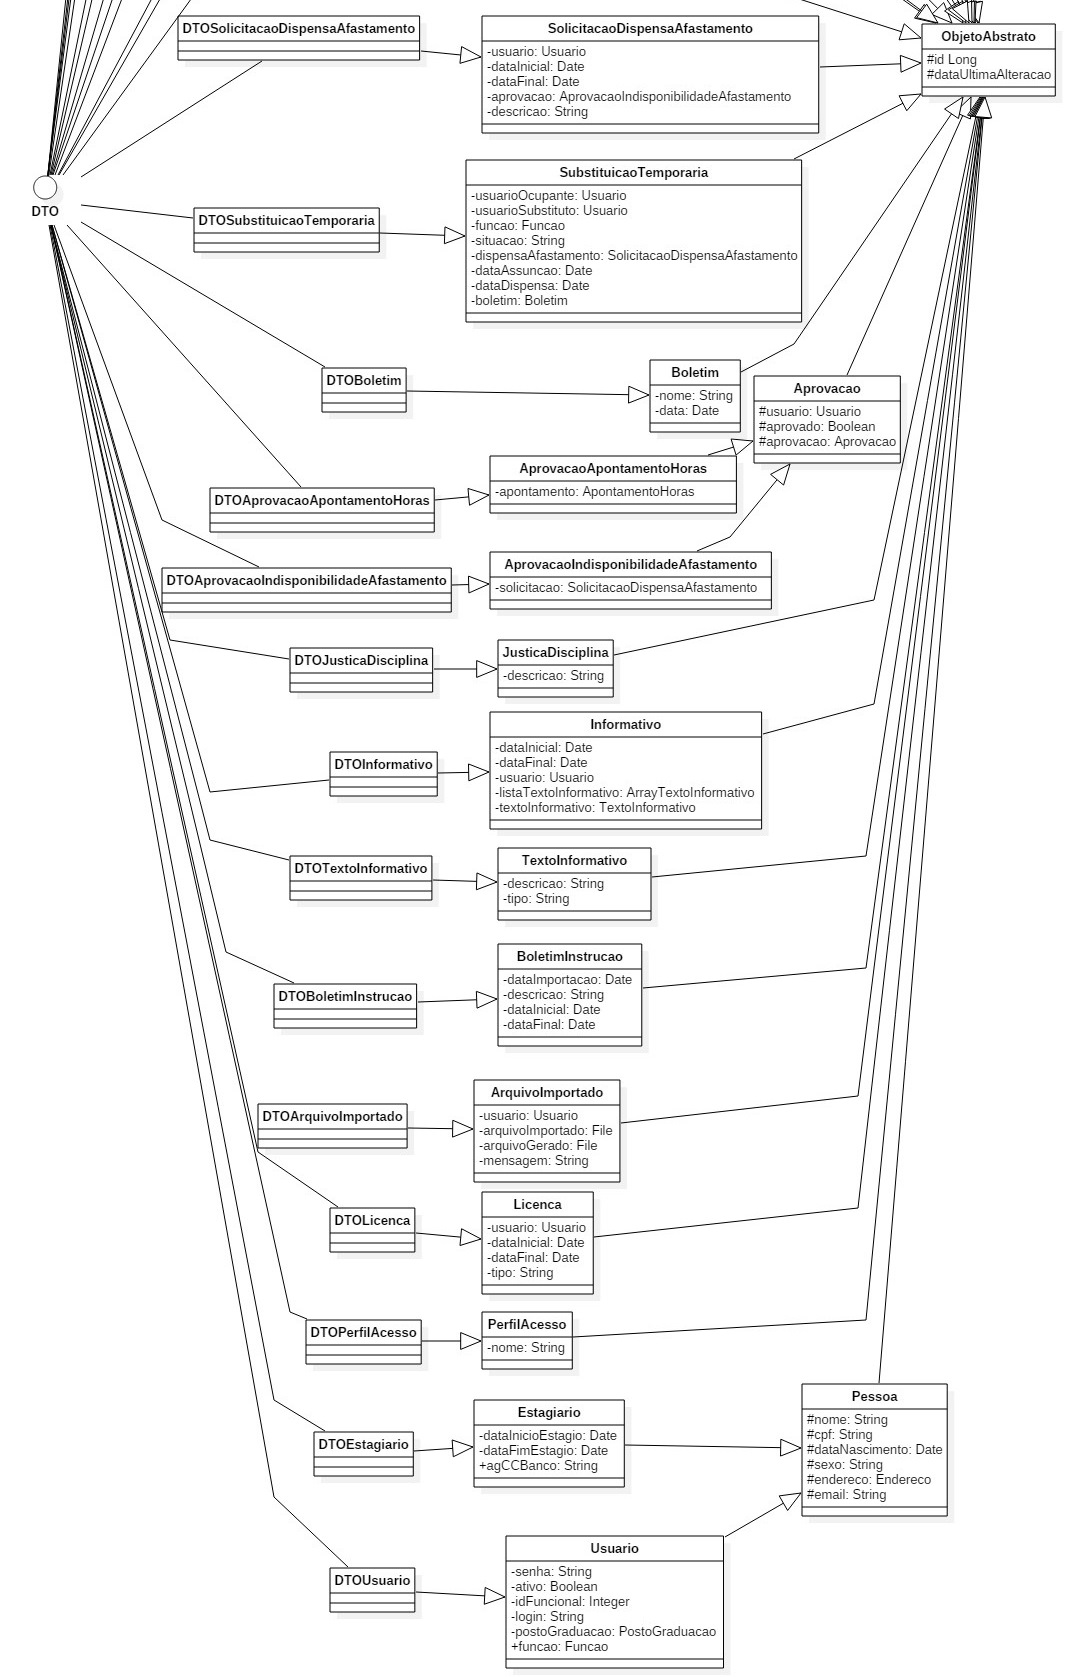 DTOSolicitacaoDispensaAfastamento
SolicitacaoDispensaAfastamento
-usuario: Usuario
-dataInicial: Date
-dataFinal: Date
-aprovacao: AprovacaoIndisponibilidadeAfastamento
-descricao: String
ObjetoAbstrato
#id Long
#dataUltimaAlteracao
DTO
DTOSubstituicaoTemporaria
SubstituicaoTemporaria
-usuarioOcupante: Usuario
-usuarioSubstituto: Usuario
-funcao: Funcao
-situacao: String
-dispensaAfastamento: SolicitacaoDispensaAfastamento
-dataAssuncao: Date
-dataDispensa: Date
-boletim: Boletim
DTOBoletim
Boletim
-nome: String
-data: Date
Aprovacao
#usuario: Usuario
#aprovado: Boolean
#aprovacao: Aprovacao
DTOAprovacaoApontamentoHoras
AprovacaoApontamentoHoras
-apontamento: ApontamentoHoras
DTOAprovacaoIndisponibilidadeAfastamento
AprovacaoIndisponibilidadeAfastamento
-solicitacao: SolicitacaoDispensaAfastamento
DTOJusticaDisciplina
JusticaDisciplina
-descricao: String
DTOInformativo
Informativo
-dataInicial: Date
-dataFinal: Date
-usuario: Usuario
-listaTextoInformativo: ArrayTextoInformativo
-textoInformativo: TextoInformativo
DTOTextoInformativo
TextoInformativo
-descricao: String
-tipo: String
DTOBoletimInstrucao
BoletimInstrucao
-dataImportacao: Date
-descricao: String
-dataInicial: Date
-dataFinal: Date
DTOArquivoImportado
ArquivoImportado
-usuario: Usuario
-arquivoImportado: File
-arquivoGerado: File
-mensagem: String
DTOLicenca
Licenca
-usuario: Usuario
-dataInicial: Date
-dataFinal: Date
-tipo: String
DTOPerfilAcesso
PerfilAcesso
-nome: String
DTOEstagiario
Estagiario
-dataInicioEstagio: Date
-dataFimEstagio: Date
+agCCBanco: String
Pessoa
#nome: String
#cpf: String
#dataNascimento: Date
#sexo: String
#endereco: Endereco
#email: String
DTOUsuario
Usuario
-senha: String
-ativo: Boolean
-idFuncional: Integer
-login: String
-postoGraduacao: PostoGraduacao
+funcao: Funcao